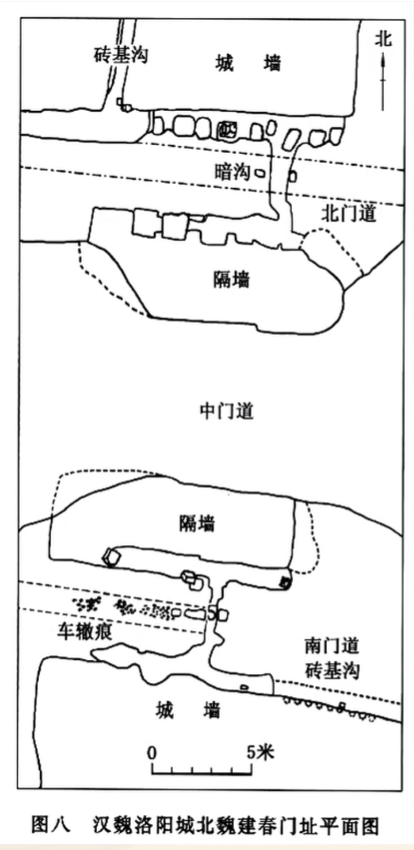 砖基沟
城 墙
北
暗沟
北门道
隔墙
中门道
隔墙
车辙痕
南门道
砖基沟
城 墙
0 5米
图八 汉魏洛阳城北魏建春门址平面图